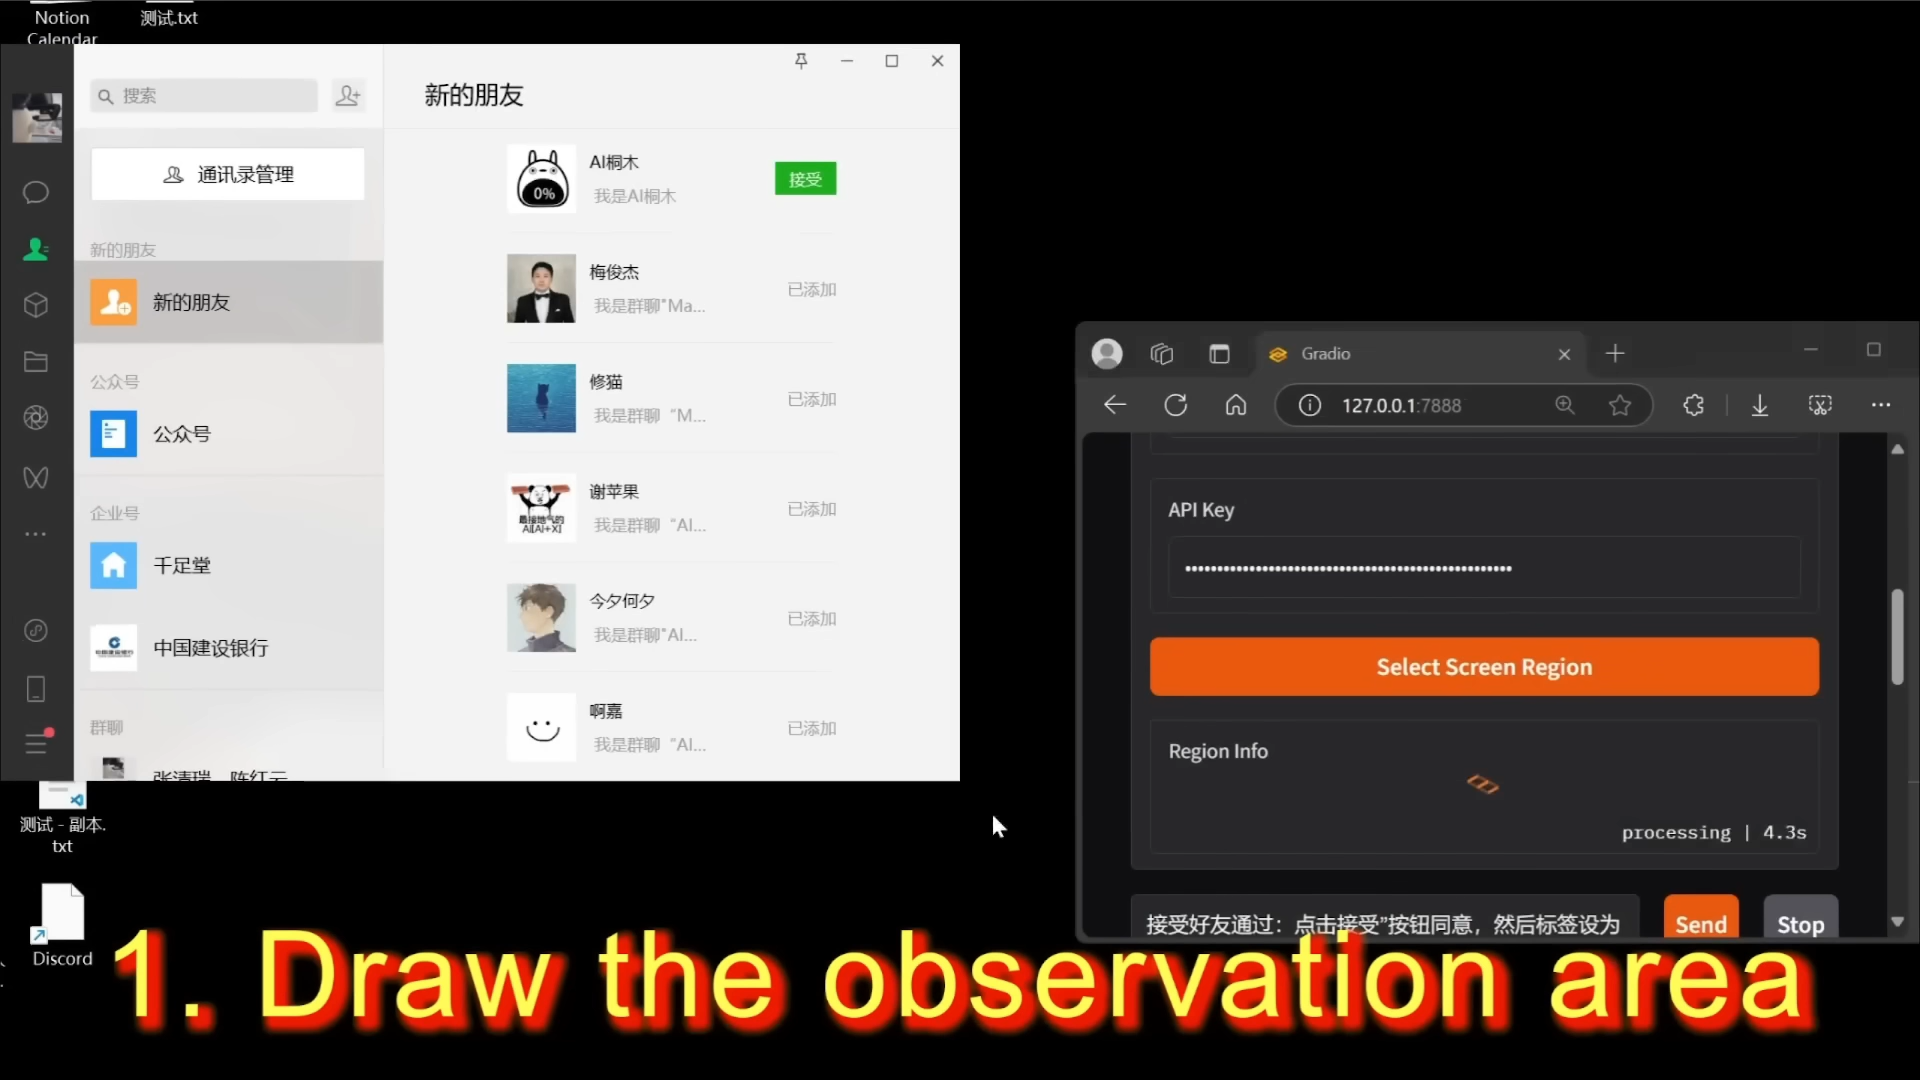 Notion
Calendar
测试.txt
搜索
通讯录管理
新的朋友
新的朋友
公众号
公众号
企业号
千足堂
中国建设银行
群聊
新的朋友
AI桐木
我是AI桐木
0%
接受
梅俊杰
我是群聊"Ma...
已添加
修猫
我是群聊 “M...
已添加
谢苹果
我是群聊 “AI...
已添加
最接地气的
AI[AI+X]
今夕何夕
我是群聊"AI...
已添加
啊嘉
我是群聊 “AI...
已添加
测试 - 副本.
txt
Discord
Gradio
127.0.0.1:7888
API Key
Select Screen Region
Region Info
processing | 4.3s
接受好友通过：点击接受”按钮同意，然后标签设为
Send
Stop
1. Draw the observation area